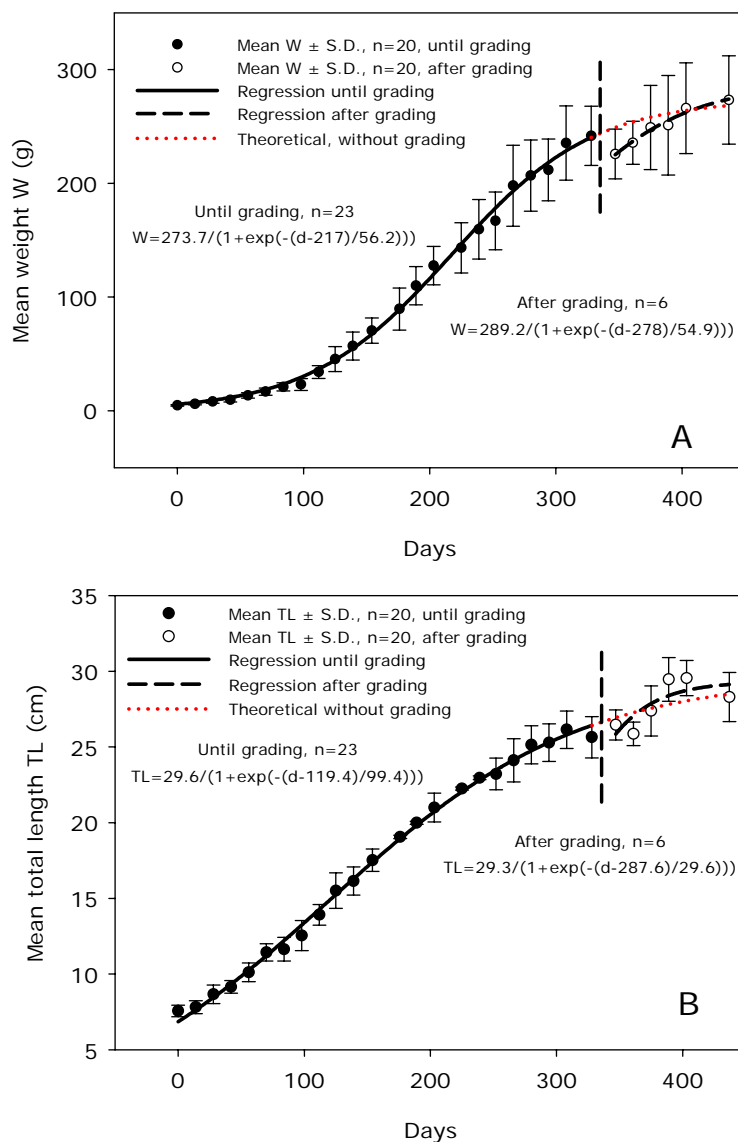 Mean W ± S.D., n=20, until grading
Mean W ± S.D., n=20, after grading
Regression until grading
Regression after grading
Theoretical, without grading
300
200
100
0
Mean weight W (g)
Until grading, n=23
W=273.7/(1+exp(-(d-217)/56.2)))
After grading, n=6
W=289.2/(1+exp(-(d-278)/54.9)))
A
0 100 200 300 400
Days
Mean TL ± S.D., n=20, until grading
Mean TL ± S.D., n=20, after grading
Regression until grading
Regression after grading
Theoretical without grading
35
30
25
20
15
10
5
Mean total length TL (cm)
Until grading, n=23
TL=29.6/(1+exp(-(d-119.4)/99.4)))
After grading, n=6
TL=29.3/(1+exp(-(d-287.6)/29.6)))
B
0 100 200 300 400
Days